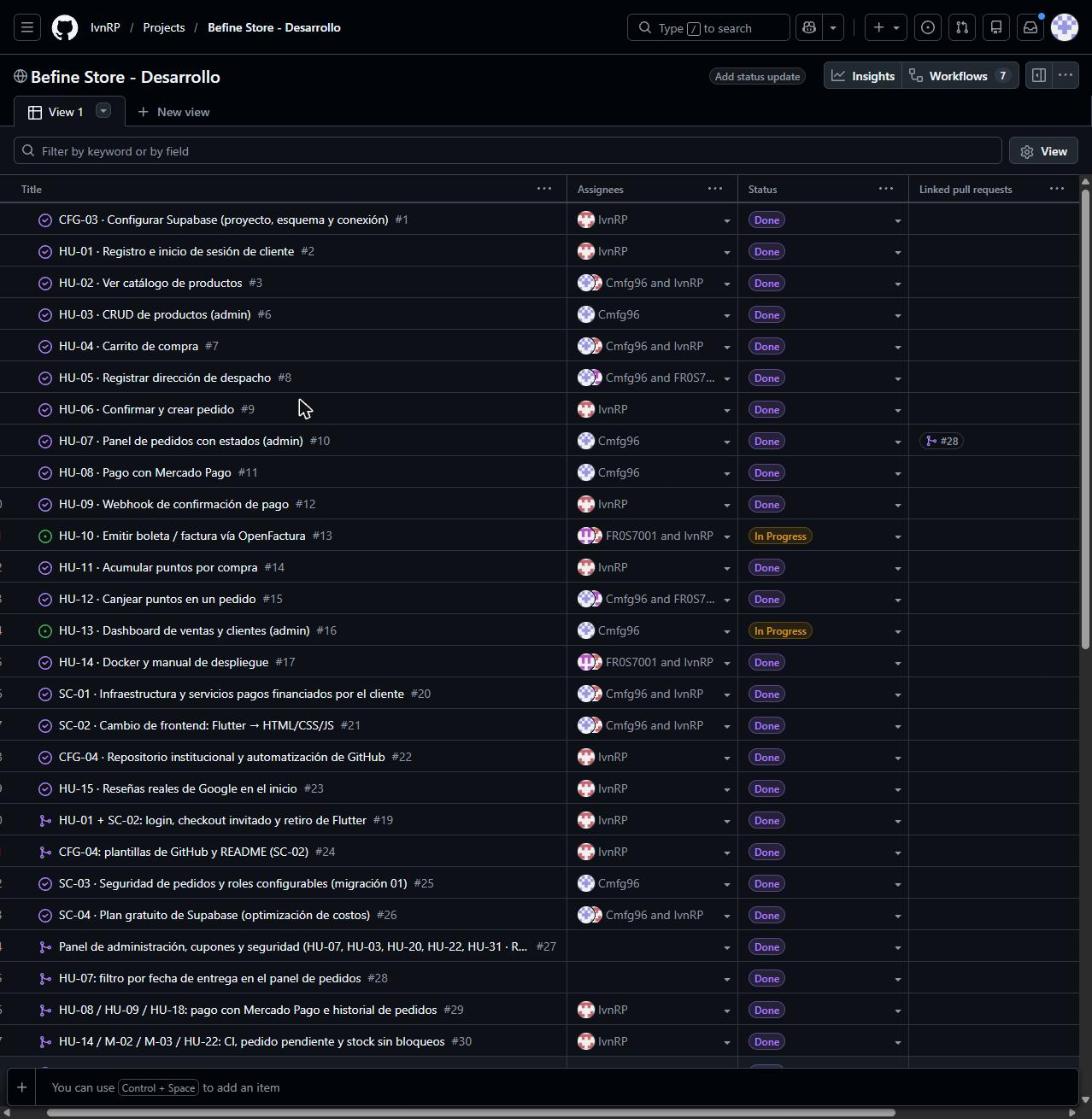 IvnRP / Projects / Befine Store - Desarrollo
Type / to search
Befine Store - Desarrollo
Add status update
Insights
Workflows 7
View 1
New view
Filter by keyword or by field
View
Title Assignees Status Linked pull requests
CFG-03 · Configurar Supabase (proyecto, esquema y conexión) #1 IvnRP Done
HU-01 · Registro e inicio de sesión de cliente #2 IvnRP Done
HU-02 · Ver catálogo de productos #3 Cmfg96 and IvnRP Done
HU-03 · CRUD de productos (admin) #6 Cmfg96 Done
HU-04 · Carrito de compra #7 Cmfg96 and IvnRP Done
HU-05 · Registrar dirección de despacho #8 Cmfg96 and FR0S7... Done
HU-06 · Confirmar y crear pedido #9 IvnRP Done
HU-07 · Panel de pedidos con estados (admin) #10 Cmfg96 Done #28
HU-08 · Pago con Mercado Pago #11 Cmfg96 Done
HU-09 · Webhook de confirmación de pago #12 IvnRP Done
HU-10 · Emitir boleta / factura vía OpenFactura #13 FR0S7001 and IvnRP In Progress
HU-11 · Acumular puntos por compra #14 IvnRP Done
HU-12 · Canjear puntos en un pedido #15 Cmfg96 and FR0S7... Done
HU-13 · Dashboard de ventas y clientes (admin) #16 Cmfg96 In Progress
HU-14 · Docker y manual de despliegue #17 FR0S7001 and IvnRP Done
SC-01 · Infraestructura y servicios pagos financiados por el cliente #20 Cmfg96 and IvnRP Done
SC-02 · Cambio de frontend: Flutter → HTML/CSS/JS #21 Cmfg96 and IvnRP Done
CFG-04 · Repositorio institucional y automatización de GitHub #22 IvnRP Done
HU-15 · Reseñas reales de Google en el inicio #23 IvnRP Done
HU-01 + SC-02: login, checkout invitado y retiro de Flutter #19 IvnRP Done
CFG-04: plantillas de GitHub y README (SC-02) #24 IvnRP Done
SC-03 · Seguridad de pedidos y roles configurables (migración 01) #25 Cmfg96 Done
SC-04 · Plan gratuito de Supabase (optimización de costos) #26 Cmfg96 and IvnRP Done
Panel de administración, cupones y seguridad (HU-07, HU-03, HU-20, HU-22, HU-31 · R... #27 Done
HU-07: filtro por fecha de entrega en el panel de pedidos #28 Done
HU-08 / HU-09 / HU-18: pago con Mercado Pago e historial de pedidos #29 IvnRP Done
HU-14 / M-02 / M-03 / HU-22: CI, pedido pendiente y stock sin bloqueos #30 IvnRP Done
You can use Control + Space to add an item